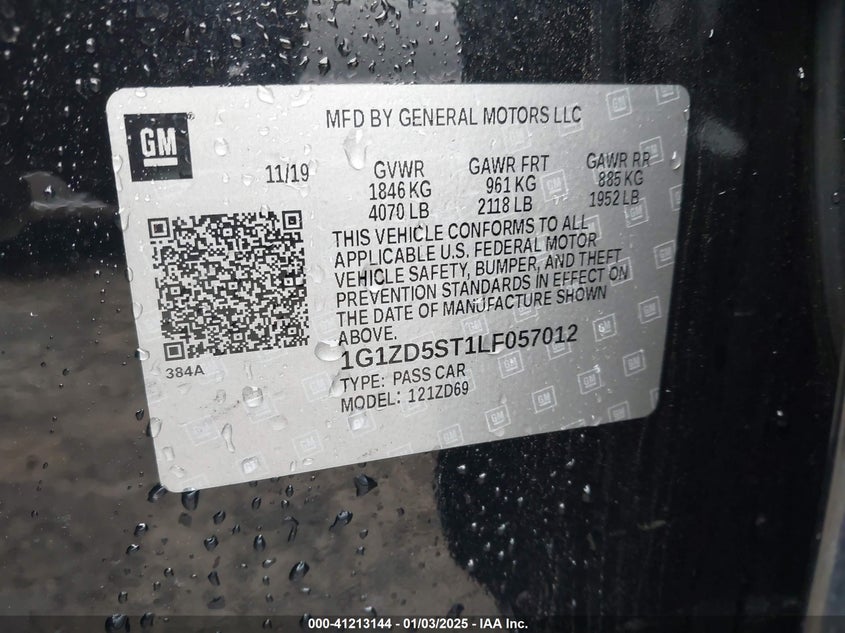 GM
MFD BY GENERAL MOTORS LLC
11/19
GVWR GAWR FRT GAWR RR
1846 KG 961 KG 885 KG
4070 LB 2118 LB 1952 LB
THIS VEHICLE CONFORMS TO ALL
APPLICABLE U.S. FEDERAL MOTOR
VEHICLE SAFETY, BUMPER, AND THEFT
PREVENTION STANDARDS IN EFFECT ON
THE DATE OF MANUFACTURE SHOWN
ABOVE.
384A
1G1ZD5ST1LF057012
TYPE: PASS CAR
MODEL: 121ZD69
000-41213144 — 01/03/2025 — IAA Inc.